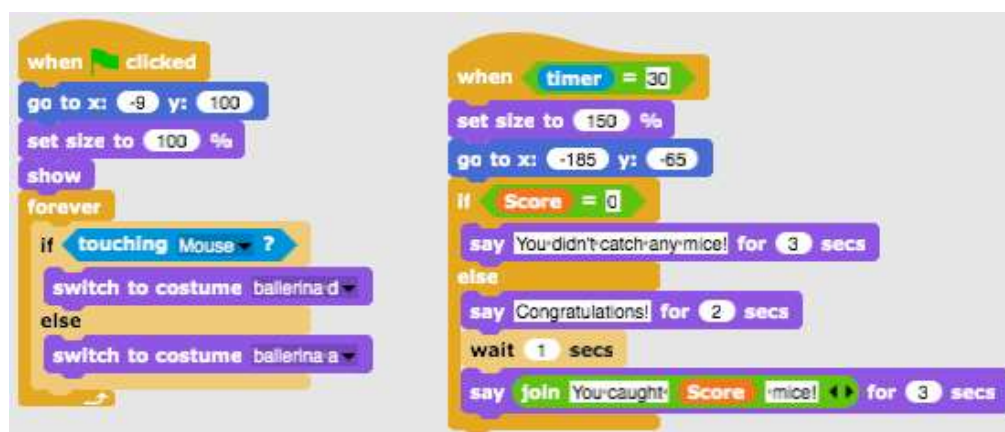 when clicked
go to x: -9 y: 100
set size to 100 %
show
forever
if touching Mouse ?
switch to costume ballerina d
else
switch to costume ballerina a
when timer = 30
set size to 150 %
go to x: -185 y: -65
if Score = 0
say You didn't catch any mice! for 3 secs
else
say Congratulations! for 2 secs
wait 1 secs
say join You caught Score mice! for 3 secs